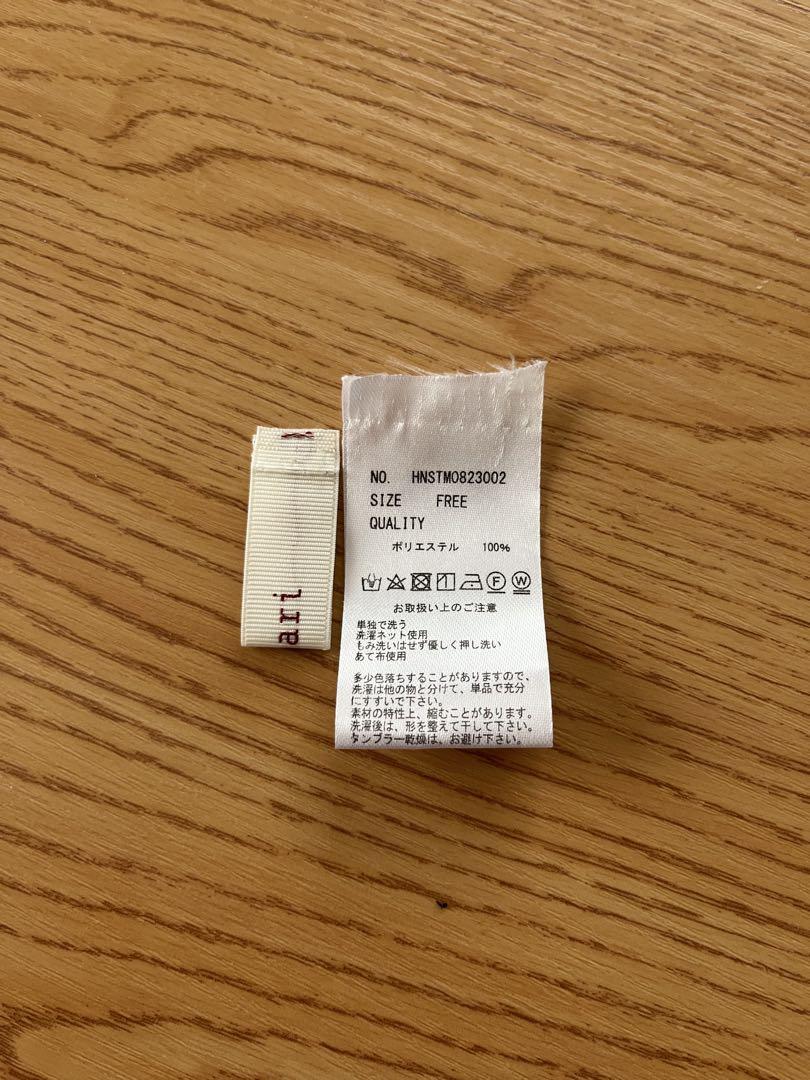 ari
NO. HNSTM0823002
SIZE FREE
QUALITY
ポリエステル 100%
お取扱い上のご注意
単独で洗う
洗濯ネット使用
もみ洗いはせず優しく押し洗い
あて布使用
多少色落ちすることがありますので、
洗濯は他の物と分けて、単品で充分
にすすいで下さい。
素材の特性上、縮むことがあります。
洗濯後は、形を整えて干して下さい。
タンブラー乾燥は、お避け下さい。